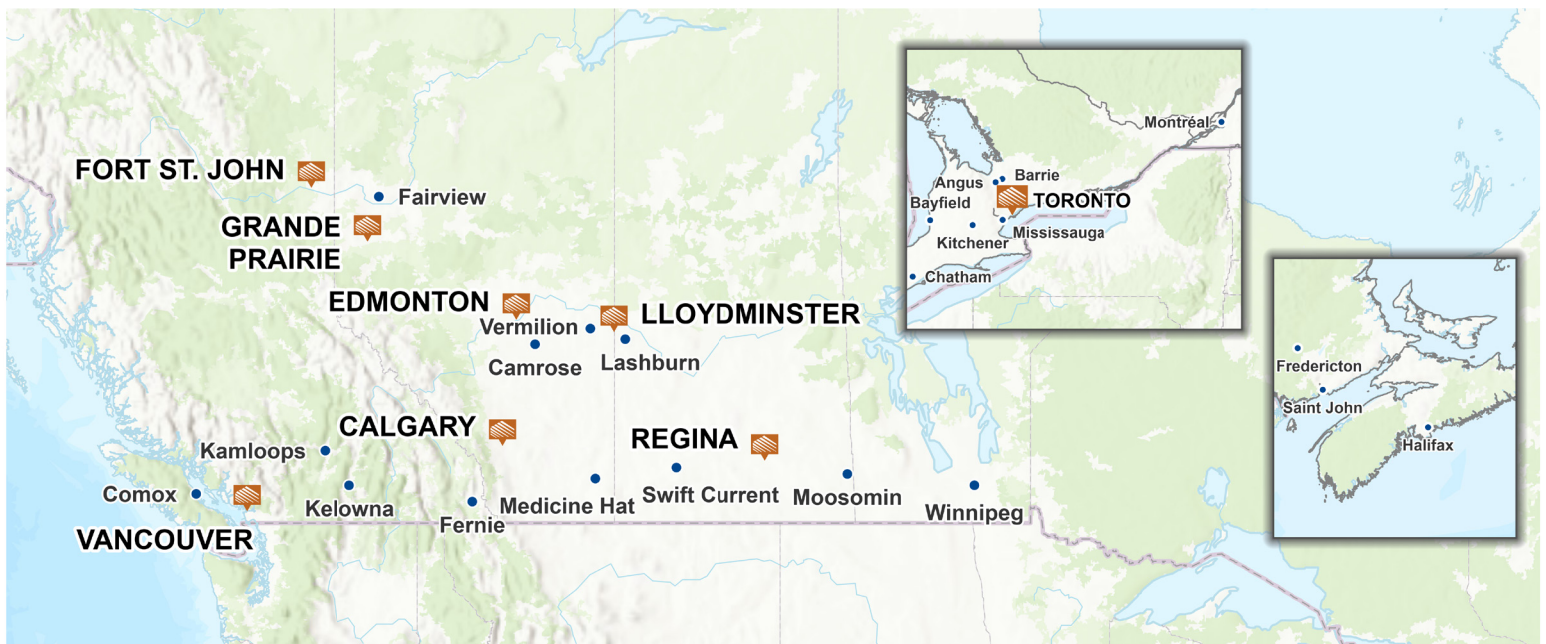 FORT ST. JOHN
Fairview
GRANDE
PRAIRIE
EDMONTON
LLOYDMINSTER
Vermilion
Camrose
Lashburn
CALGARY
REGINA
Kamloops
Comox
Kelowna
Fernie
Medicine Hat
Swift Current
Moosomin
Winnipeg
VANCOUVER
Montréal
Angus
Barrie
Bayfield
TORONTO
Kitchener
Mississauga
Chatham
Fredericton
Saint John
Halifax